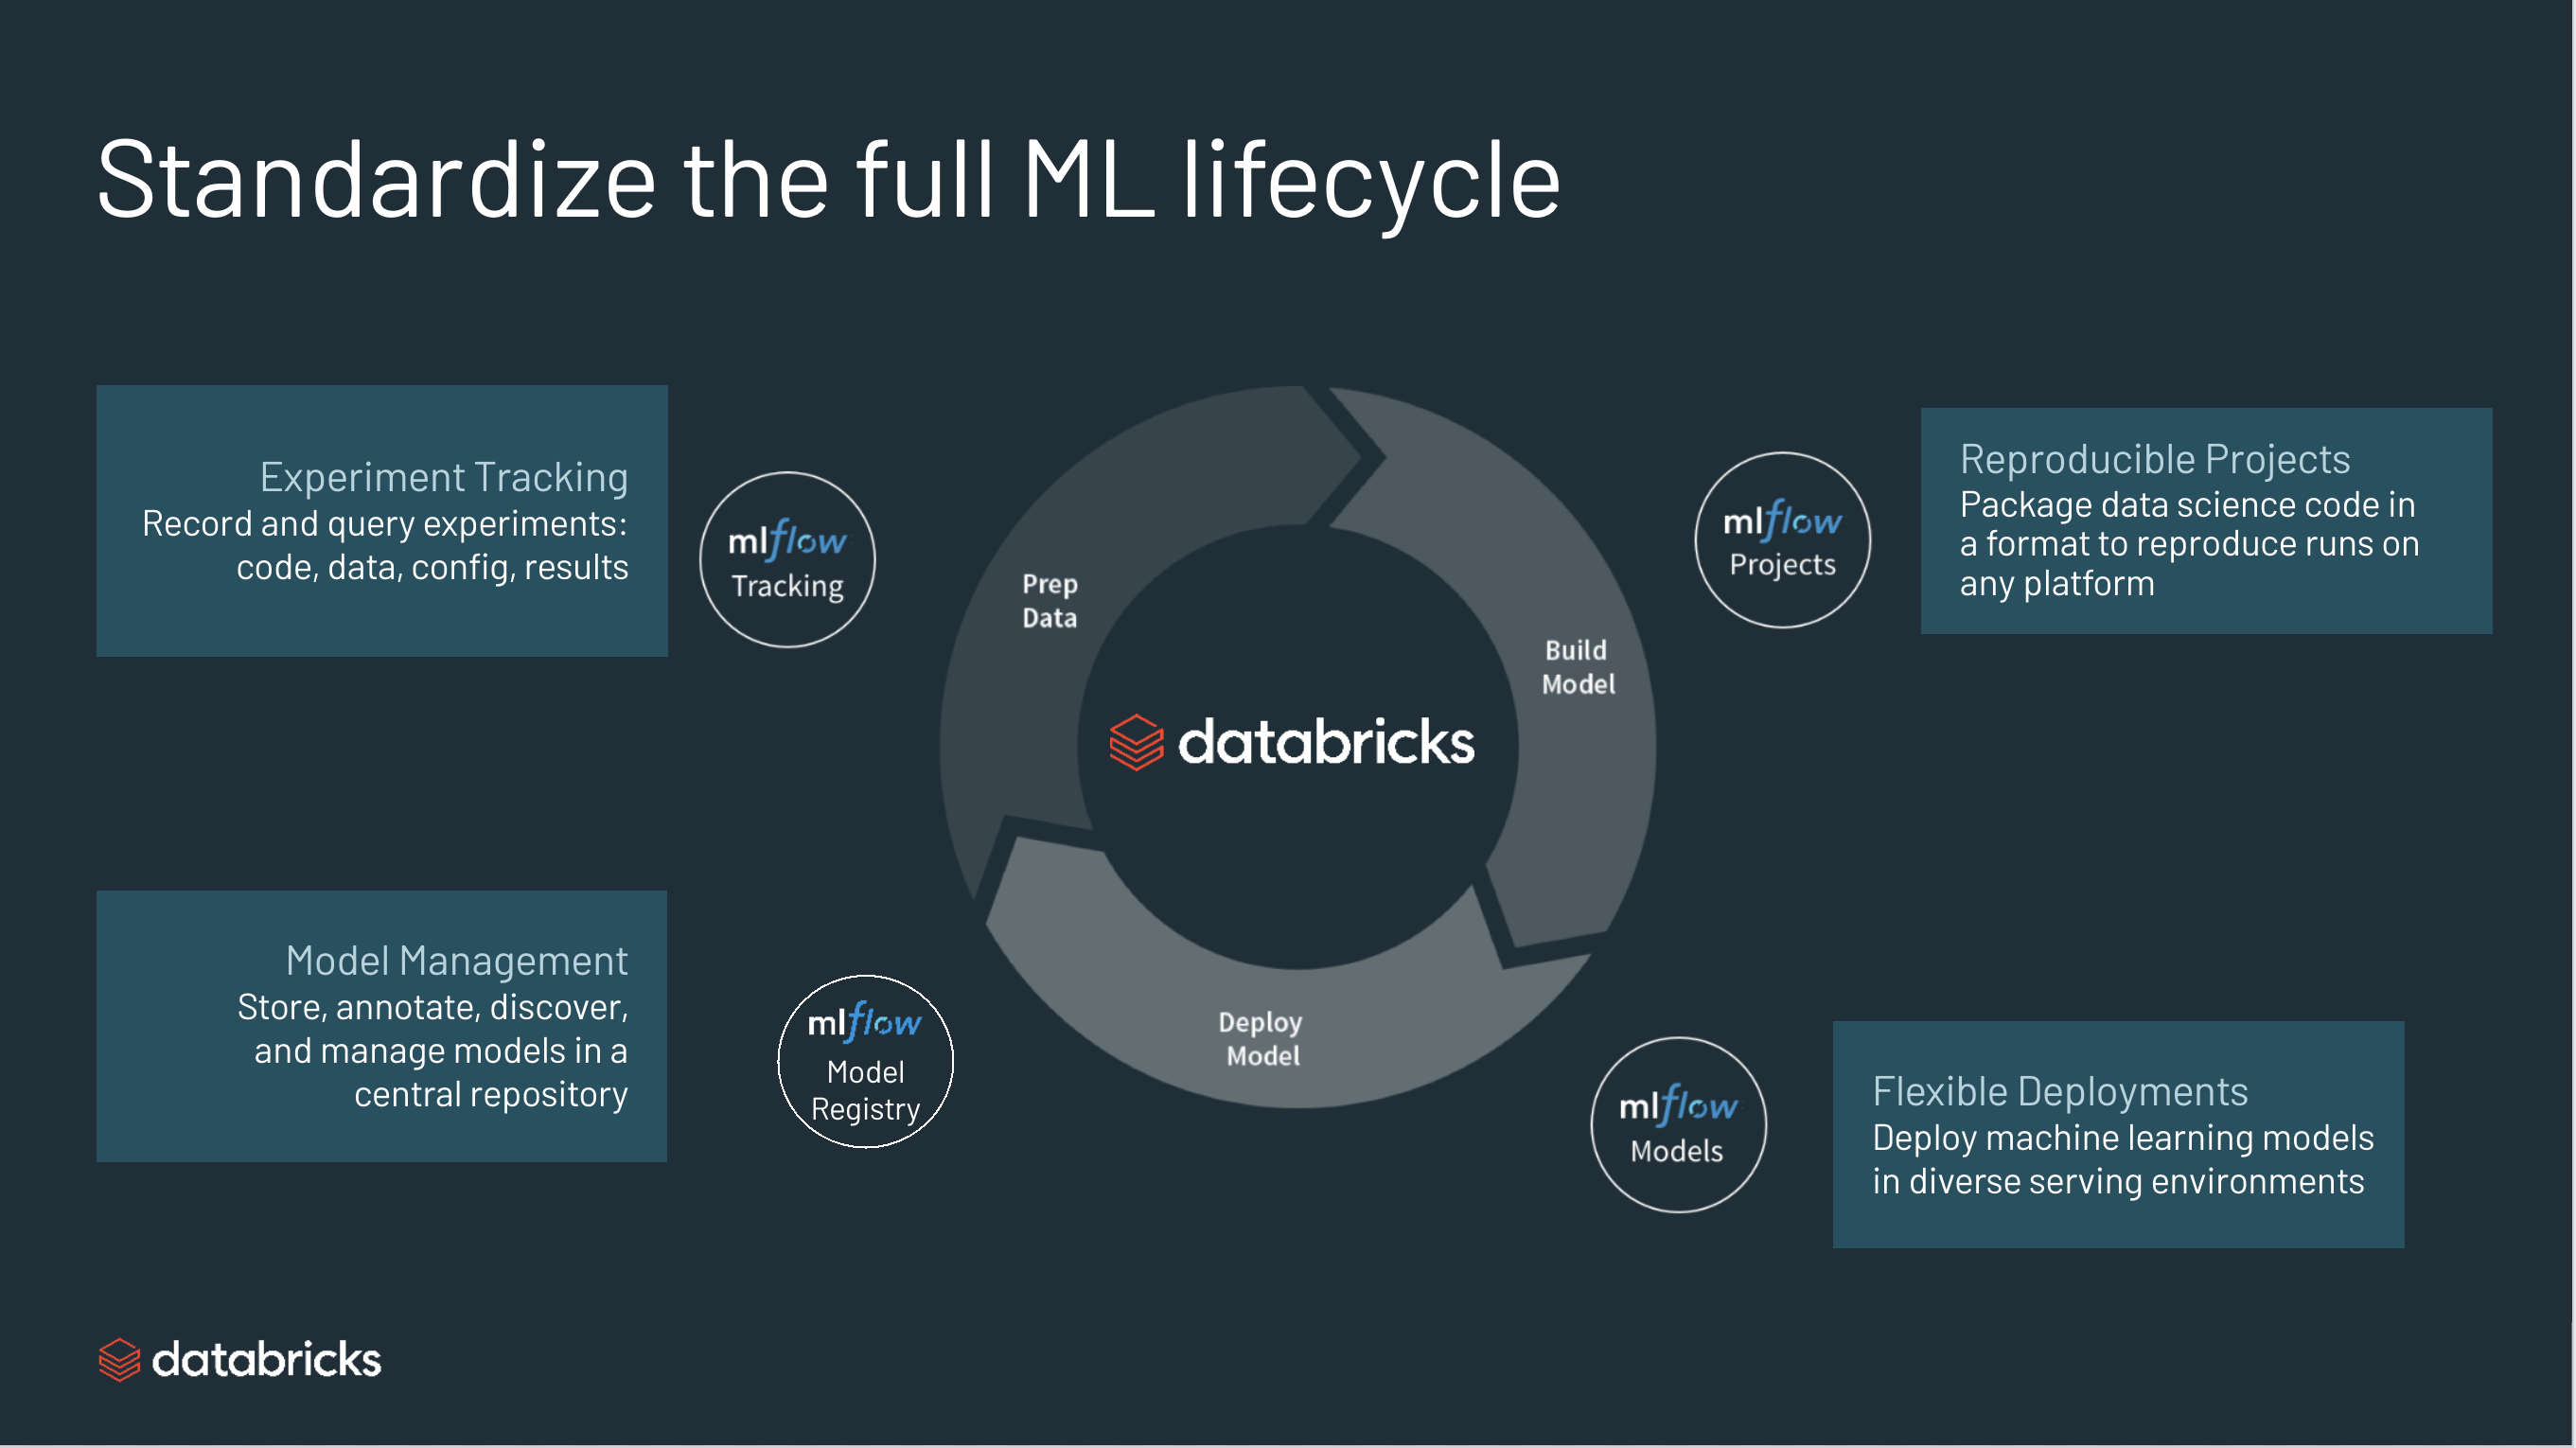 Standardize the full ML lifecycle
Experiment Tracking
Record and query experiments:
code, data, config, results
mlflow
Tracking
Prep
Data
Build
Model
mlflow
Projects
Reproducible Projects
Package data science code in
a format to reproduce runs on
any platform
databricks
Model Management
Store, annotate, discover,
and manage models in a
central repository
mlflow
Model
Registry
Deploy
Model
mlflow
Models
Flexible Deployments
Deploy machine learning models
in diverse serving environments
databricks